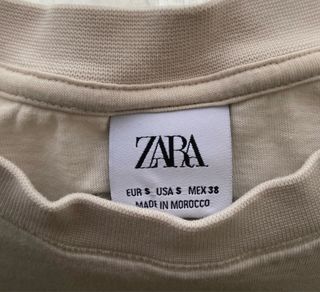 ZARA
EUR S USA S MEX 38
MADE IN MOROCCO